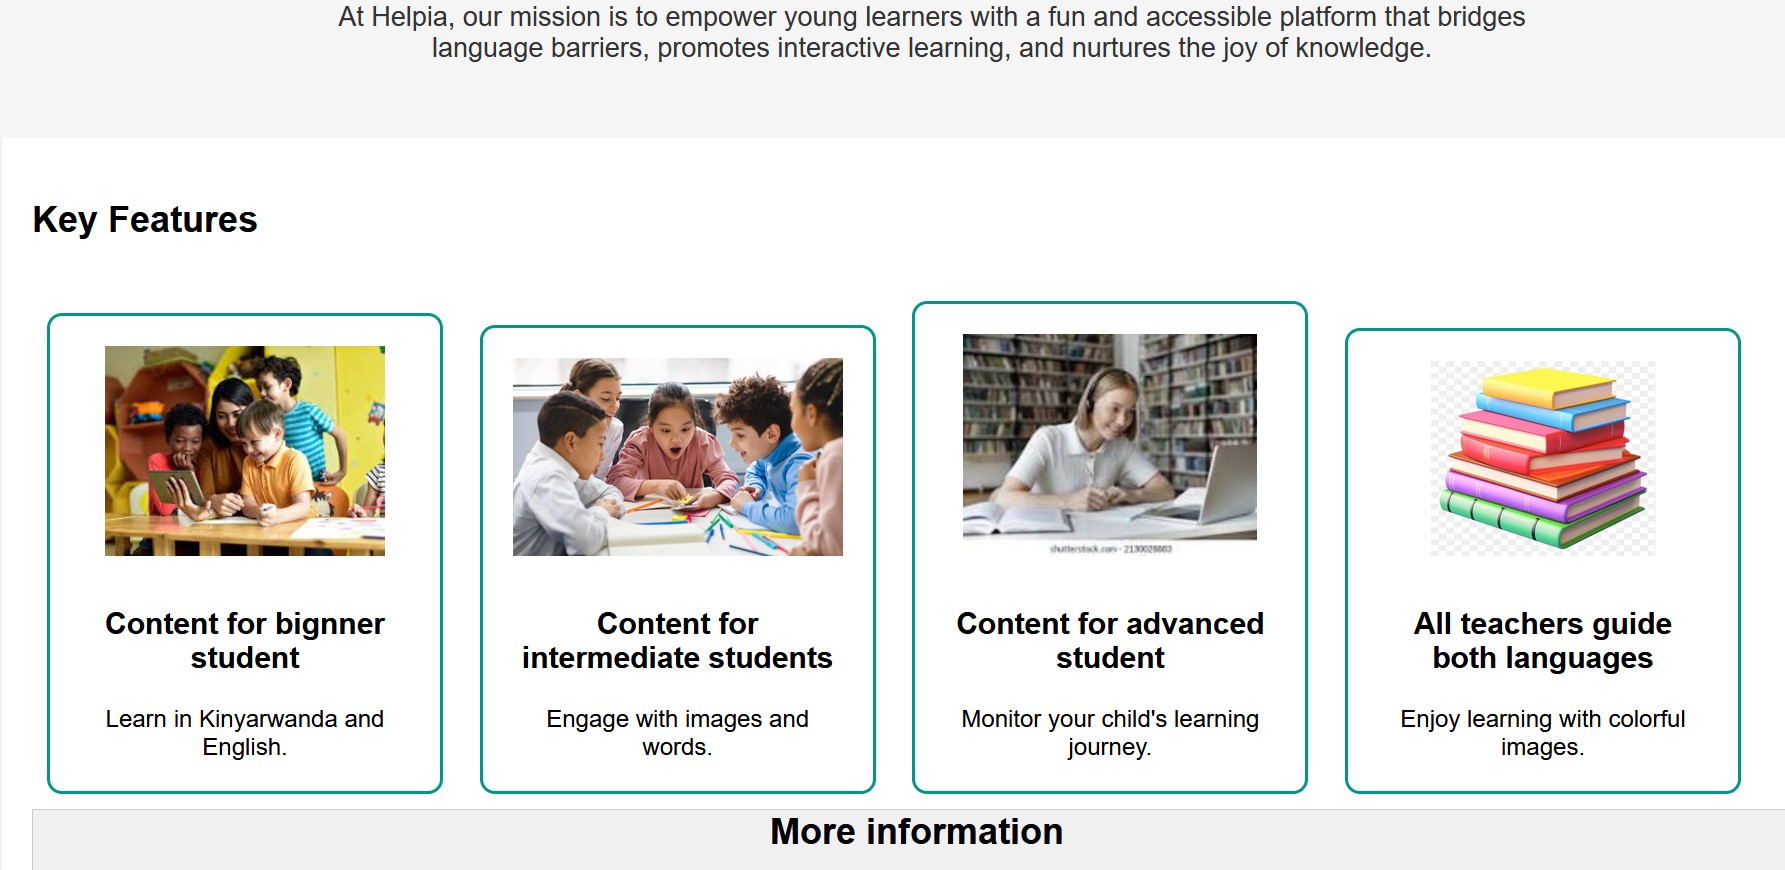 At Helpia, our mission is to empower young learners with a fun and accessible platform that bridges
language barriers, promotes interactive learning, and nurtures the joy of knowledge.
Key Features
Content for bignner
student
Learn in Kinyarwanda and
English.
Content for
intermediate students
Engage with images and
words.
shutterstock.com · 2130028663
Content for advanced
student
Monitor your child's learning
journey.
All teachers guide
both languages
Enjoy learning with colorful
images.
More information